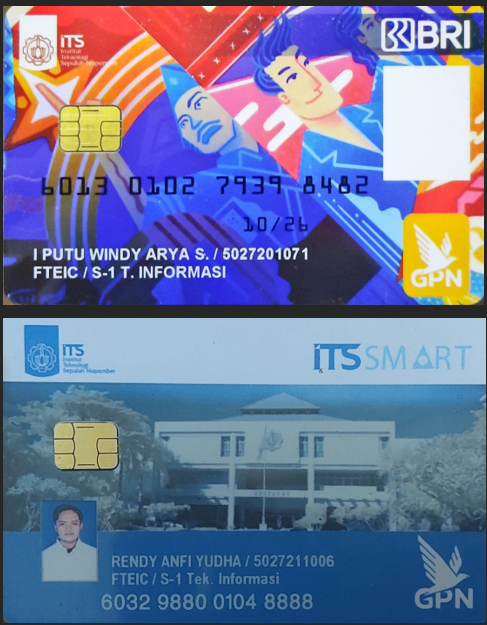 ITS
Institut
Teknologi
Sepuluh Nopember
BRI
6013 0102 7939 8482
10/26
I PUTU WINDY ARYA S. / 5027201071
FTEIC / S-1 T. INFORMASI
GPN
ITS
Institut
Teknologi
Sepuluh Nopember
ITS SMART
RENDY ANFI YUDHA / 5027211006
FTEIC / S-1 Tek. Informasi
6032 9880 0104 8888
GPN